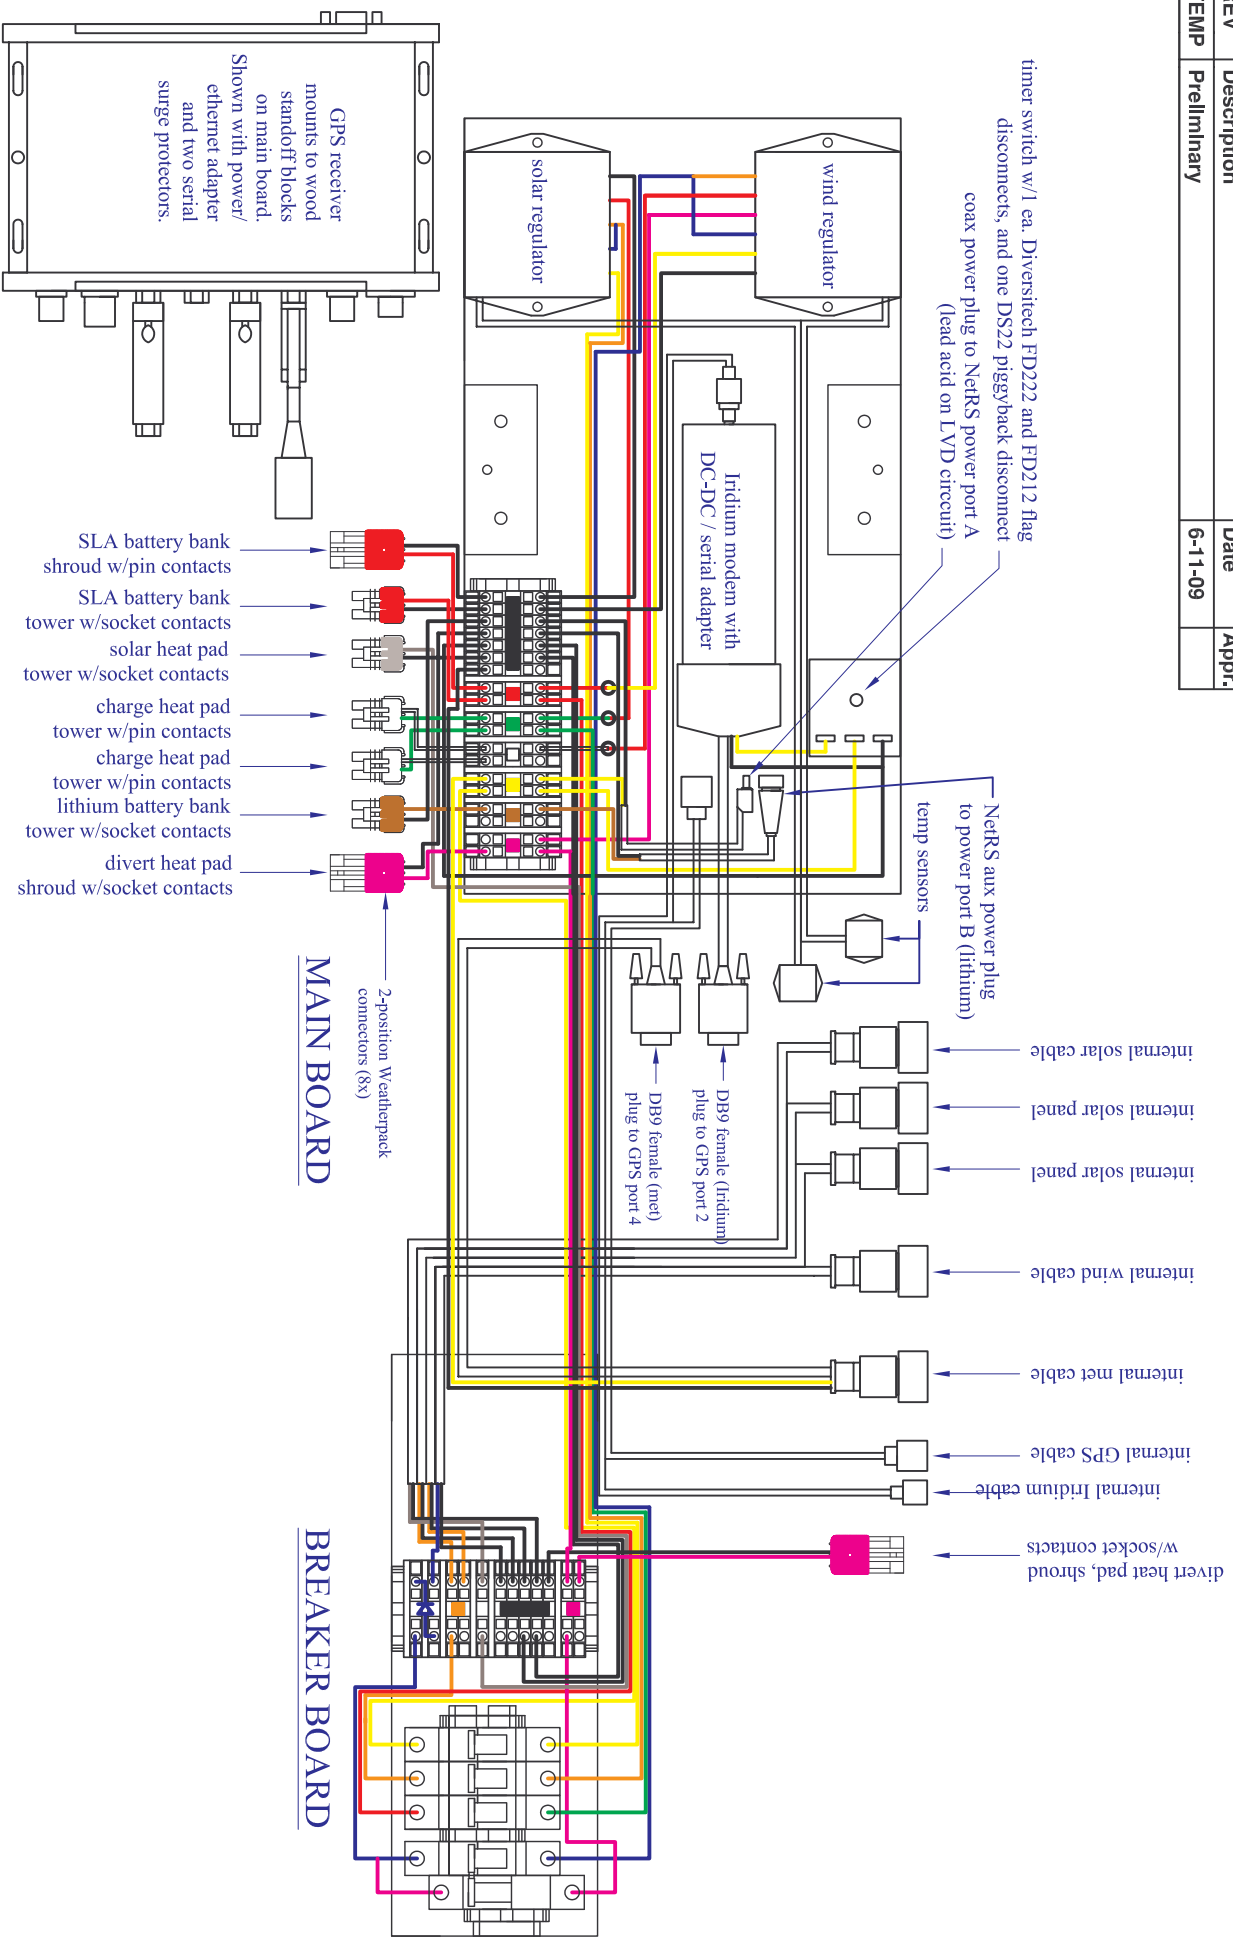 REV
Description
Date
Appr.
TEMP
Preliminary
6-11-09
timer switch w/1 ea. Diversitech FD222 and FD212 flag
disconnects, and one DS22 piggyback disconnect
coax power plug to NetRS power port A
(lead acid on LVD circuit)
GPS receiver
mounts to wood
standoff blocks
on main board.
Shown with power/
ethernet adapter
and two serial
surge protectors.
solar regulator
wind regulator
Iridium modem with
DC-DC / serial adapter
SLA battery bank
shroud w/pin contacts
SLA battery bank
tower w/socket contacts
solar heat pad
tower w/socket contacts
charge heat pad
tower w/pin contacts
charge heat pad
tower w/pin contacts
lithium battery bank
tower w/socket contacts
divert heat pad
shroud w/socket contacts
NetRS aux power plug
to power port B (lithium)
temp sensors
2-position Weatherpack
connectors (8x)
MAIN BOARD
DB9 female (Iridium)
plug to GPS port 2
DB9 female (met)
plug to GPS port 4
internal solar cable
internal solar panel
internal solar panel
internal wind cable
internal met cable
internal GPS cable
internal Iridium cable
divert heat pad, shroud
w/socket contacts
BREAKER BOARD